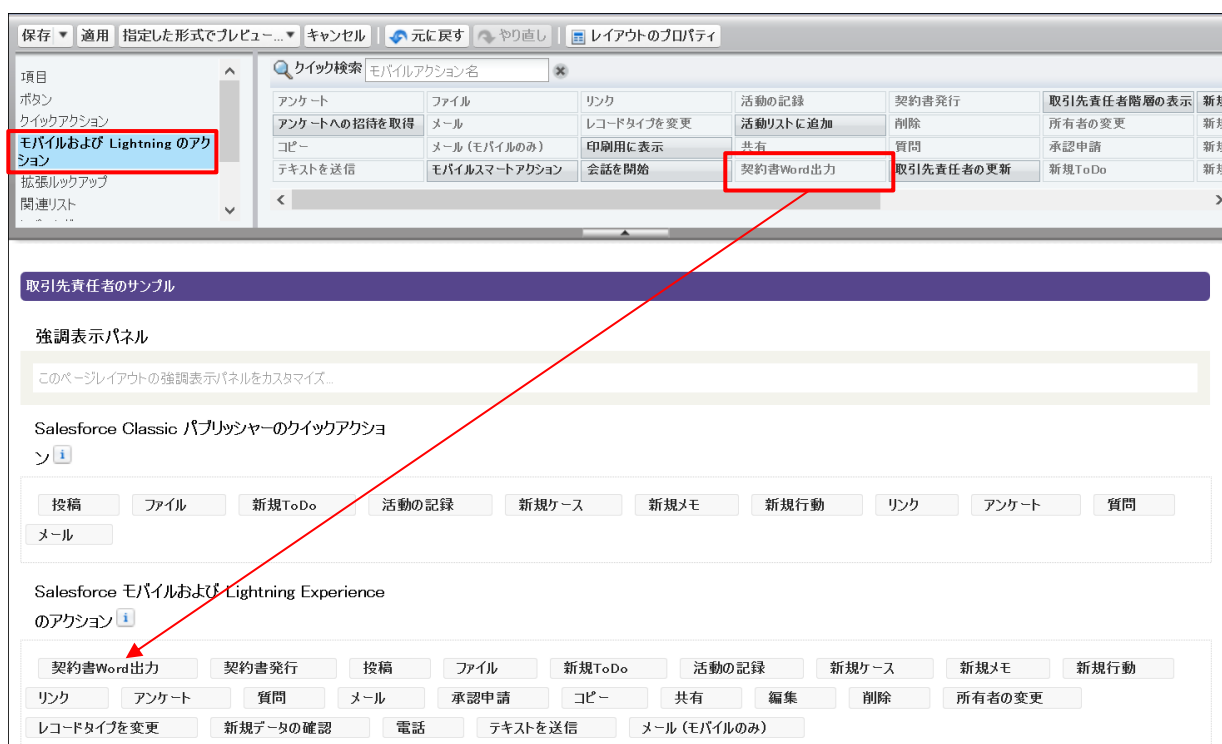 保存 ▼ 適用 指定した形式でプレビュー...▼ キャンセル 元に戻す やり直し レイアウトのプロパティ
項目
ボタン
クイックアクション
モバイルおよび Lightning のアク
ション
拡張ルックアップ
関連リスト
クイック検索 モバイルアクション名
アンケート ファイル リンク 活動の記録 契約書発行 取引先責任者階層の表示 新規
アンケートへの招待を取得 メール レコードタイプを変更 活動リストに追加 削除 所有者の変更 新規
コピー メール (モバイルのみ) 印刷用に表示 共有 質問 承認申請
テキストを送信 モバイルスマートアクション 会話を開始 契約書Word出力 取引先責任者の更新 新規ToDo
取引先責任者のサンプル
強調表示パネル
このページレイアウトの強調表示パネルをカスタマイズ...
Salesforce Classic パブリッシャーのクイックアクショ
ン
投稿 ファイル 新規ToDo 活動の記録 新規ケース 新規メモ 新規行動 リンク アンケート 質問
メール
Salesforce モバイルおよび Lightning Experience
のアクション
契約書Word出力 契約書発行 投稿 ファイル 新規ToDo 活動の記録 新規ケース 新規メモ 新規行動
リンク アンケート 質問 メール 承認申請 コピー 共有 編集 削除 所有者の変更
レコードタイプを変更 新規データの確認 電話 テキストを送信 メール (モバイルのみ)